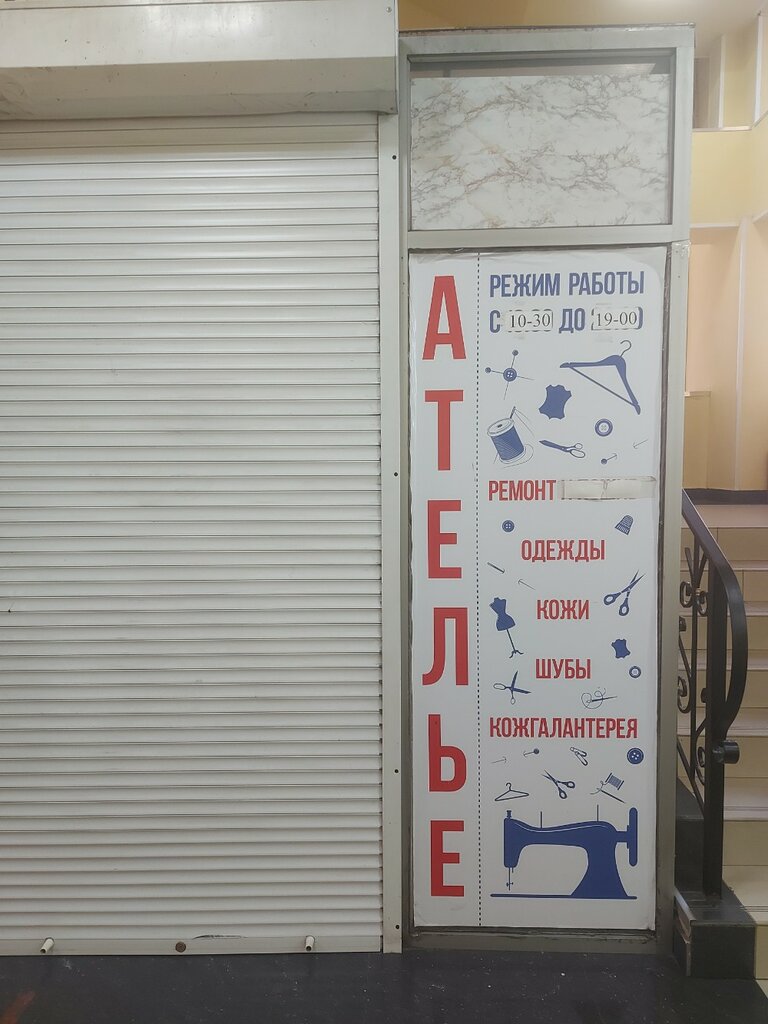 АТЕЛЬЕ
РЕЖИМ РАБОТЫ
С 10-30 ДО 19-00
РЕМОНТ
ОДЕЖДЫ
КОЖИ
ШУБЫ
КОЖГАЛАНТЕРЕЯ